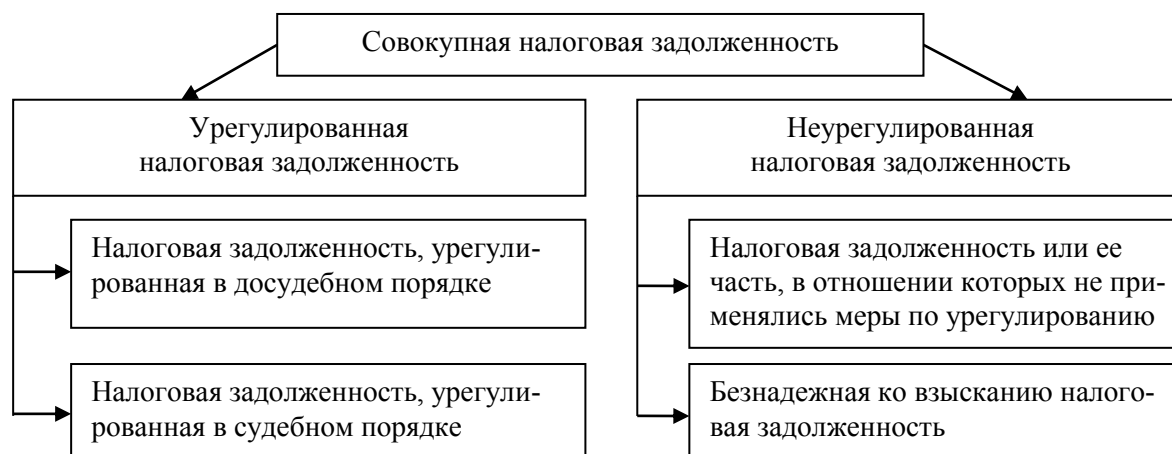 Совокупная налоговая задолженность
Урегулированная
налоговая задолженность
Налоговая задолженность, урегули-
рованная в досудебном порядке
Налоговая задолженность, урегули-
рованная в судебном порядке
Неурегулированная
налоговая задолженность
Налоговая задолженность или ее
часть, в отношении которых не при-
менялись меры по урегулированию
Безнадежная ко взысканию налого-
вая задолженность